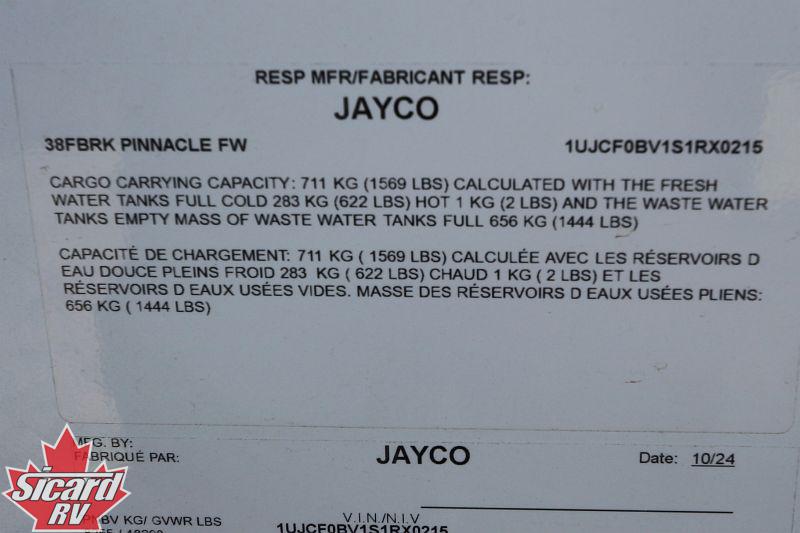 RESP MFR/FABRICANT RESP:
JAYCO
38FBRK PINNACLE FW 1UJCF0BV1S1RX0215
CARGO CARRYING CAPACITY: 711 KG (1569 LBS) CALCULATED WITH THE FRESH
WATER TANKS FULL COLD 283 KG (622 LBS) HOT 1 KG (2 LBS) AND THE WASTE WATER
TANKS EMPTY MASS OF WASTE WATER TANKS FULL 656 KG (1444 LBS)
CAPACITÉ DE CHARGEMENT: 711 KG ( 1569 LBS) CALCULÉE AVEC LES RÉSERVOIRS D
EAU DOUCE PLEINS FROID 283 KG ( 622 LBS) CHAUD 1 KG ( 2 LBS) ET LES
RÉSERVOIRS D EAUX USÉES VIDES. MASSE DES RÉSERVOIRS D EAUX USÉES PLIENS:
656 KG ( 1444 LBS)
MFG. BY:
FABRIQUÉ PAR: JAYCO Date: 10/24
KG/ GVWR LBS V.I.N./N.I.V
1UJCF0BV1S1RX0215
Sicard
RV